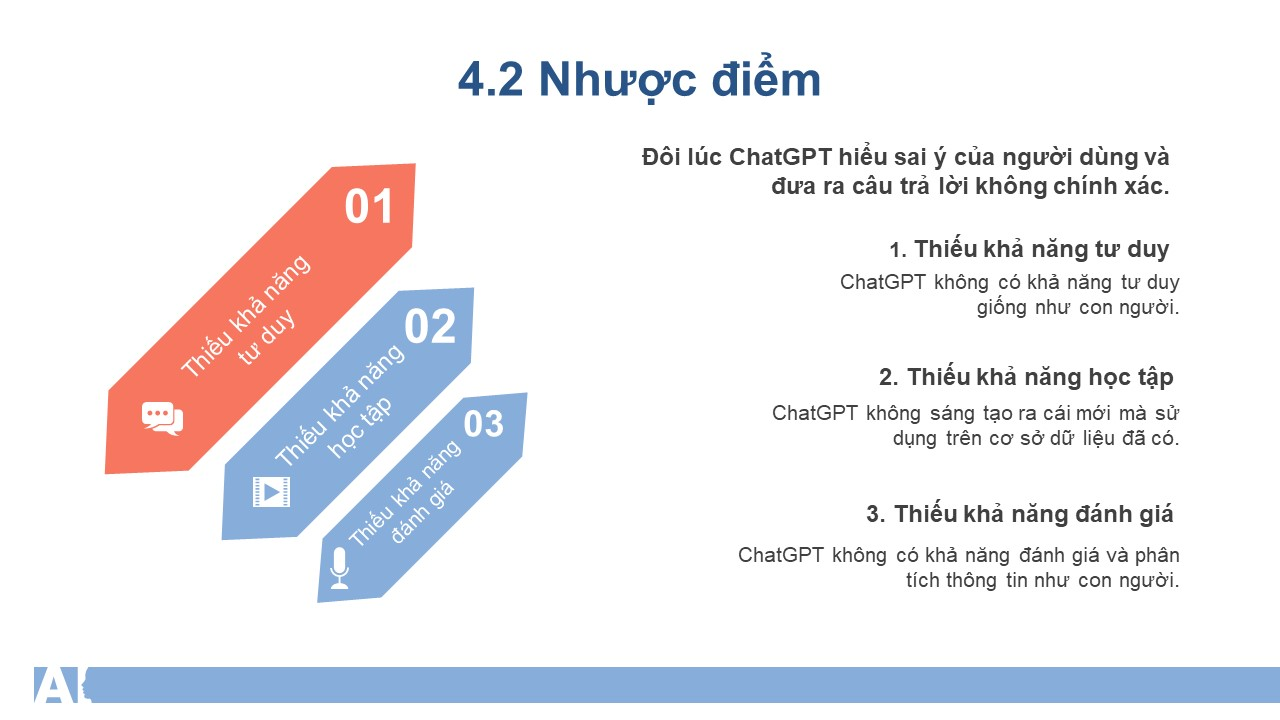 4.2 Nhược điểm
01
Thiếu khả năng
tư duy
02
Thiếu khả năng
học tập
03
Thiếu khả năng
đánh giá
Đôi lúc ChatGPT hiểu sai ý của người dùng và
đưa ra câu trả lời không chính xác.
1. Thiếu khả năng tư duy
ChatGPT không có khả năng tư duy
giống như con người.
2. Thiếu khả năng học tập
ChatGPT không sáng tạo ra cái mới mà sử
dụng trên cơ sở dữ liệu đã có.
3. Thiếu khả năng đánh giá
ChatGPT không có khả năng đánh giá và phân
tích thông tin như con người.
AI